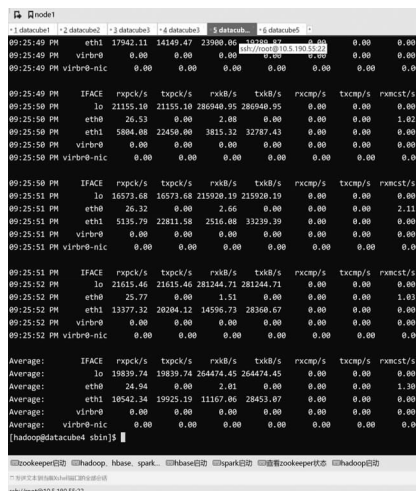 node1
1 datacube1 2 datacube2 3 datacube3 4 datacube3 5 datacub... 6 datacube5
09:25:49 PM eth1 17942.11 14149.47 23900.06 19289.87 0.00 0.00 0.00
ssh://root@10.5.190.55:22
09:25:49 PM virbr0 0.00 0.00 0.00 0.00 0.00 0.00 0.00
09:25:49 PM virbr0-nic 0.00 0.00 0.00 0.00 0.00 0.00 0.0
09:25:49 PM IFACE rxpck/s txpck/s rxkB/s txkB/s rxcmp/s txcmp/s rxmcst/s
09:25:50 PM lo 21155.10 21155.10 286940.95 286940.95 0.00 0.00 0.00
09:25:50 PM eth0 26.53 0.00 2.08 0.00 0.00 0.00 1.02
09:25:50 PM eth1 5804.08 22450.00 3815.32 32787.43 0.00 0.00 0.00
09:25:50 PM virbr0 0.00 0.00 0.00 0.00 0.00 0.00 0.00
09:25:50 PM virbr0-nic 0.00 0.00 0.00 0.00 0.00 0.00 0.0
09:25:50 PM IFACE rxpck/s txpck/s rxkB/s txkB/s rxcmp/s txcmp/s rxmcst/s
09:25:51 PM lo 16573.68 16573.68 215920.19 215920.19 0.00 0.00 0.00
09:25:51 PM eth0 26.32 0.00 2.66 0.00 0.00 0.00 2.11
09:25:51 PM eth1 5135.79 22811.58 2516.08 33239.39 0.00 0.00 0.00
09:25:51 PM virbr0 0.00 0.00 0.00 0.00 0.00 0.00 0.00
09:25:51 PM virbr0-nic 0.00 0.00 0.00 0.00 0.00 0.00 0.0
09:25:51 PM IFACE rxpck/s txpck/s rxkB/s txkB/s rxcmp/s txcmp/s rxmcst/s
09:25:52 PM lo 21615.46 21615.46 281244.71 281244.71 0.00 0.00 0.00
09:25:52 PM eth0 25.77 0.00 1.51 0.00 0.00 0.00 1.03
09:25:52 PM eth1 13377.32 20204.12 14596.73 28360.67 0.00 0.00 0.00
09:25:52 PM virbr0 0.00 0.00 0.00 0.00 0.00 0.00 0.00
09:25:52 PM virbr0-nic 0.00 0.00 0.00 0.00 0.00 0.00 0.0
Average: IFACE rxpck/s txpck/s rxkB/s txkB/s rxcmp/s txcmp/s rxmcst/s
Average: lo 19839.74 19839.74 264474.45 264474.45 0.00 0.00 0.00
Average: eth0 24.94 0.00 2.01 0.00 0.00 0.00 1.30
Average: eth1 10542.34 19925.19 11167.06 28453.07 0.00 0.00 0.00
Average: virbr0 0.00 0.00 0.00 0.00 0.00 0.00 0.00
Average: virbr0-nic 0.00 0.00 0.00 0.00 0.00 0.00 0.0
[hadoop@datacube4 sbin]$
zookeeper启动 hadoop、hbase、spark... hbase启动 spark启动 查看zookeeper状态 hadoop启动
ssh://root@10.5.190.55:22